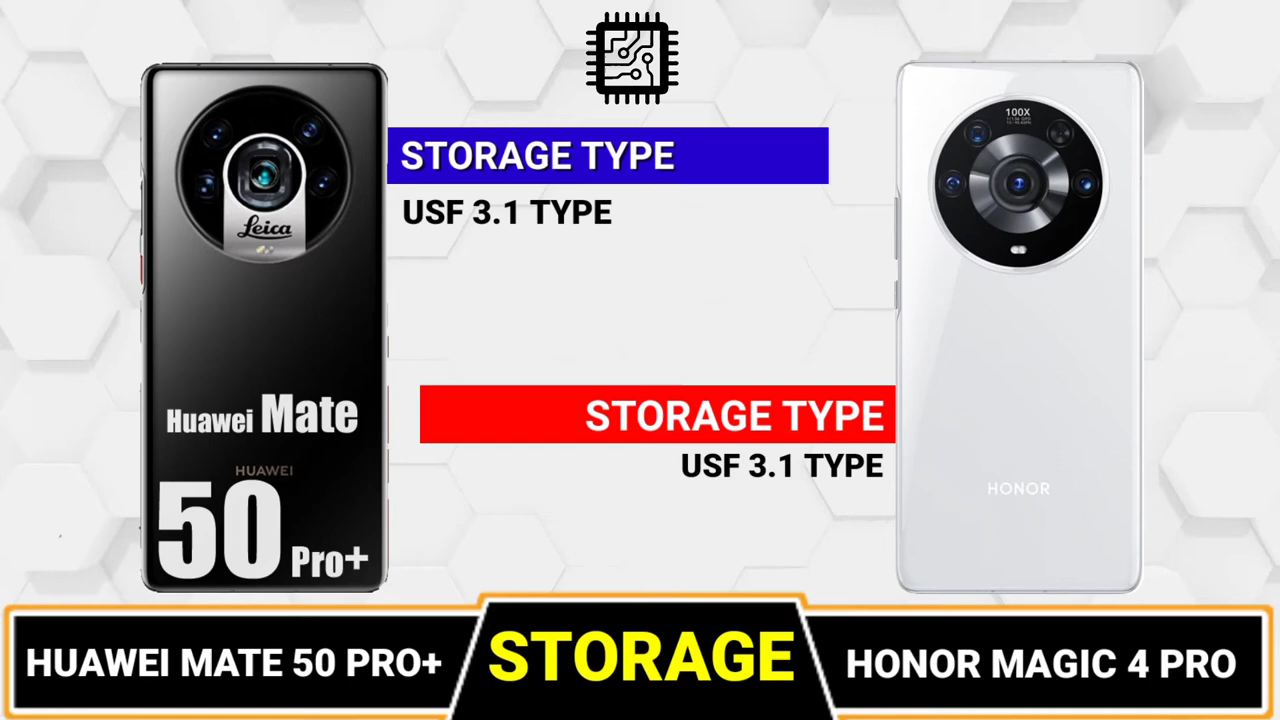 STORAGE TYPE
USF 3.1 TYPE
Leica
100X
STORAGE TYPE
USF 3.1 TYPE
Huawei Mate
HUAWEI
50 Pro+
HONOR
HUAWEI MATE 50 PRO+
STORAGE
HONOR MAGIC 4 PRO